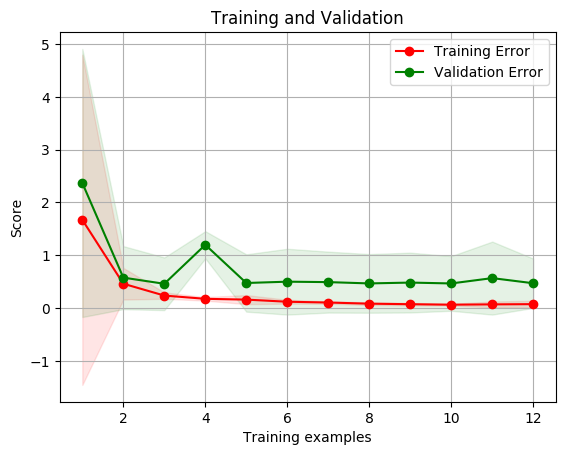 Training and Validation
Training Error
Validation Error
5
4
3
2
1
0
−1
Score
2
4
6
8
10
12
Training examples